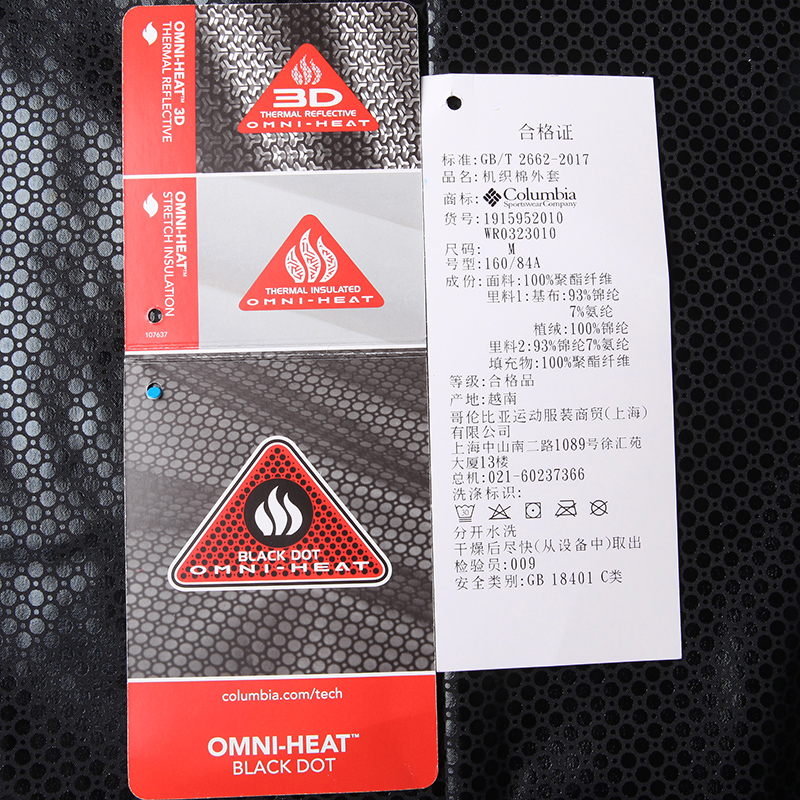 OMNI-HEAT™ 3D
THERMAL REFLECTIVE
3D
THERMAL REFLECTIVE
OMNI-HEAT
OMNI-HEAT™
STRETCH INSULATION
THERMAL INSULATED
OMNI-HEAT
107637
BLACK DOT
OMNI-HEAT
columbia.com/tech
OMNI-HEAT™
BLACK DOT
合格证
标准:GB/T 2662-2017
品名:机织棉外套
商标:Columbia
Sportswear Company
货号:1915952010
WR0323010
尺码: M
号型:160/84A
成份:面料:100%聚酯纤维
里料1:基布:93%锦纶
7%氨纶
植绒:100%锦纶
里料2:93%锦纶7%氨纶
填充物:100%聚酯纤维
等级:合格品
产地:越南
哥伦比亚运动服装商贸(上海)
有限公司
上海中山南二路1089号徐汇苑
大厦13楼
总机:021-60237366
洗涤标识:
30
分开水洗
干燥后尽快(从设备中)取出
检验员:009
安全类别:GB 18401 C类